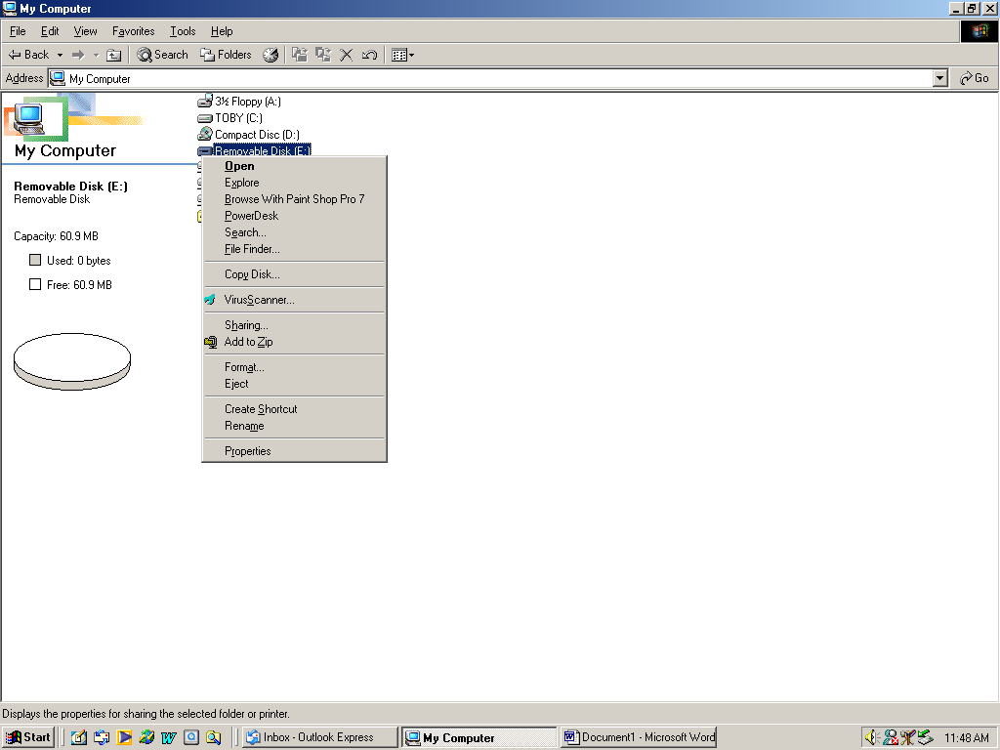 My Computer
File Edit View Favorites Tools Help
Back Search Folders
Address My Computer Go
3½ Floppy (A:)
TOBY (C:)
Compact Disc (D:)
Removable Disk (E:)
My Computer
Removable Disk (E:)
Removable Disk
Capacity: 60.9 MB
Used: 0 bytes
Free: 60.9 MB
Open
Explore
Browse With Paint Shop Pro 7
PowerDesk
Search...
File Finder...
Copy Disk...
VirusScanner...
Sharing...
Add to Zip
Format...
Eject
Create Shortcut
Rename
Properties
Displays the properties for sharing the selected folder or printer.
Start Inbox - Outlook Express My Computer Document1 - Microsoft Word 11:48 AM